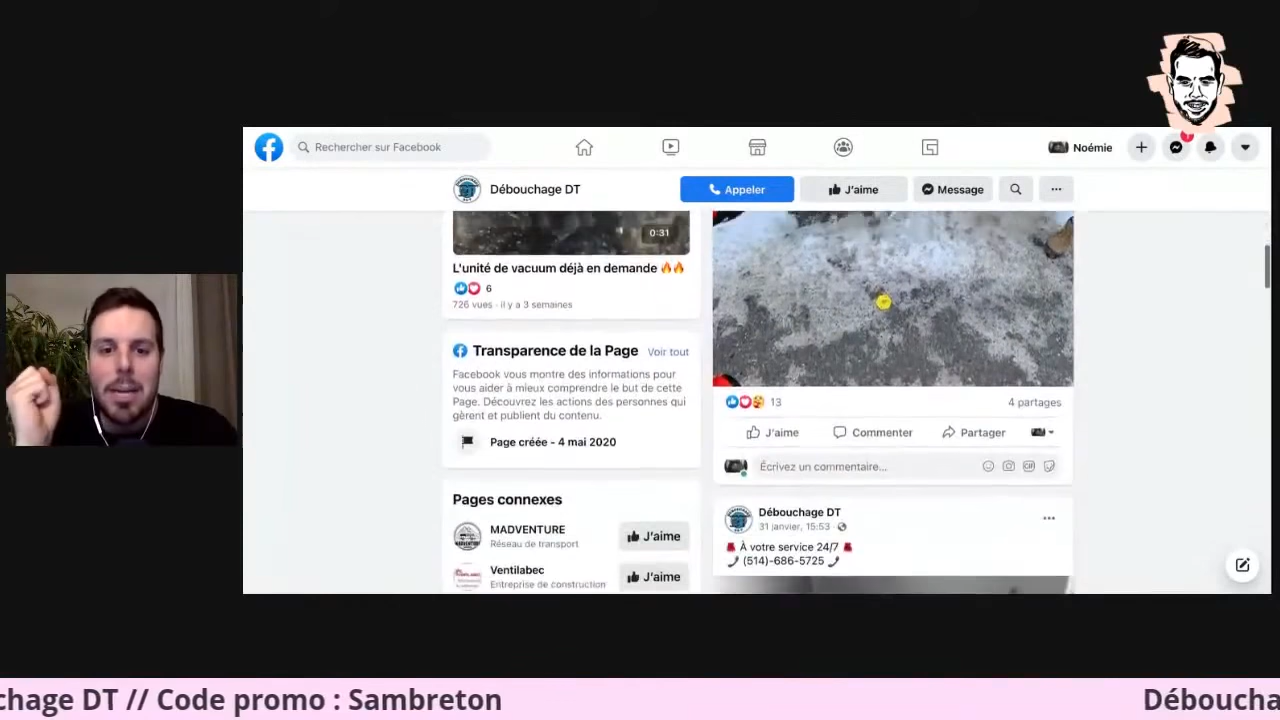 Rechercher sur Facebook
Noémie
1
Débouchage DT
Appeler
J'aime
Message
0:31
L'unité de vacuum déjà en demande 🔥🔥
6
726 vues · il y a 3 semaines
Transparence de la Page
Voir tout
Facebook vous montre des informations pour
vous aider à mieux comprendre le but de cette
Page. Découvrez les actions des personnes qui
gèrent et publient du contenu.
Page créée - 4 mai 2020
Pages connexes
MADVENTURE
Réseau de transport
J'aime
Ventilabec
Entreprise de construction
J'aime
13
4 partages
J'aime
Commenter
Partager
Écrivez un commentaire...
GIF
Débouchage DT
31 janvier, 15:53
À votre service 24/7
(514)-686-5725
chage DT // Code promo : Sambreton
Déboucha